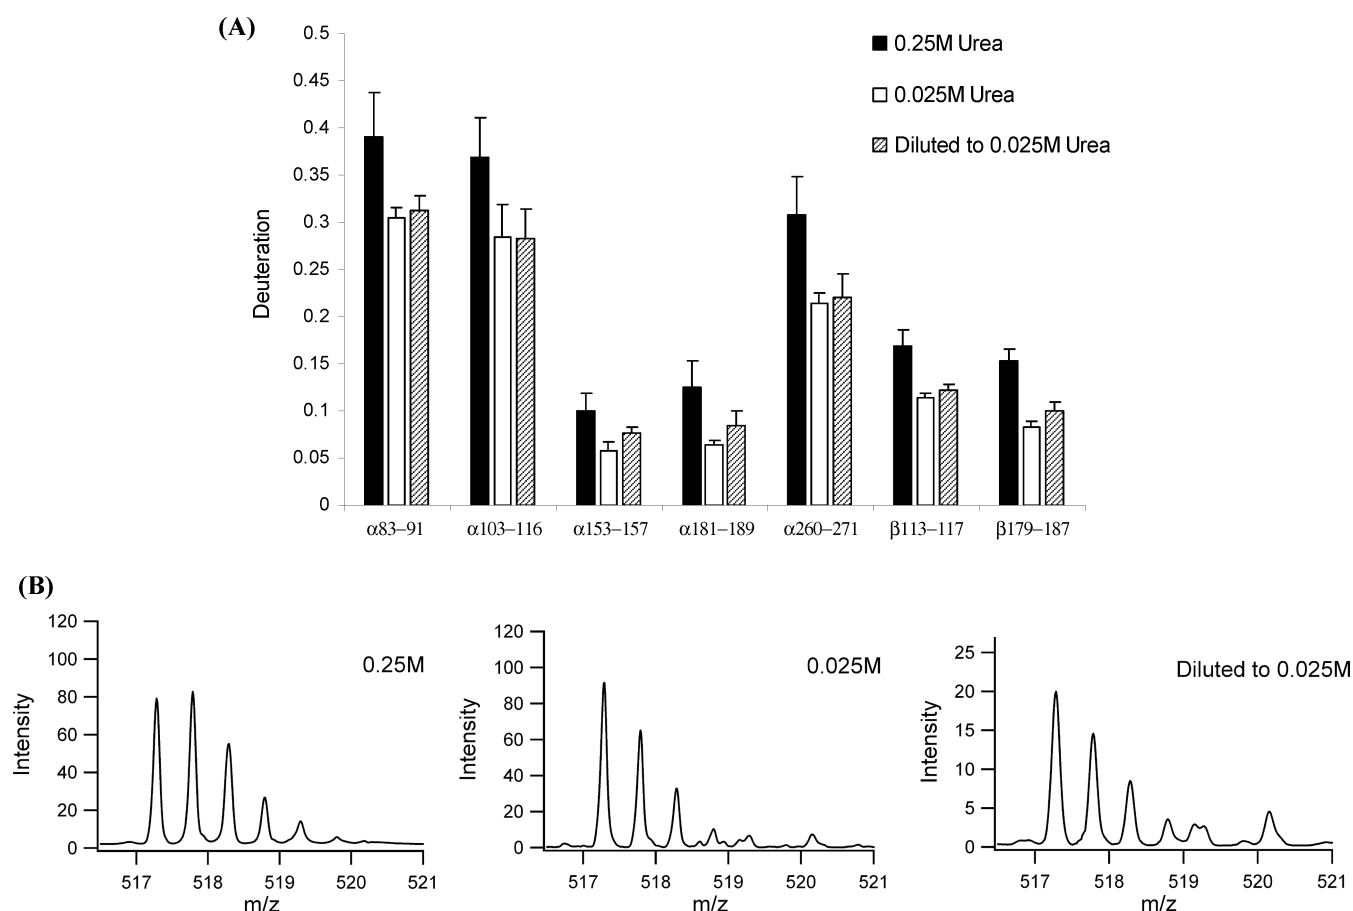 (A)
0.5
0.45
0.4
0.35
0.3
0.25
0.2
0.15
0.1
0.05
0
Deuteration
0.25M Urea
0.025M Urea
Diluted to 0.025M Urea
α83–91 α103–116 α153–157 α181–189 α260–271 β113–117 β179–187
(B)
120
100
80
60
40
20
0
Intensity
0.25M
517 518 519 520 521
m/z
120
100
80
60
40
20
0
Intensity
0.025M
517 518 519 520 521
m/z
25
20
15
10
5
0
Intensity
Diluted to 0.025M
517 518 519 520 521
m/z